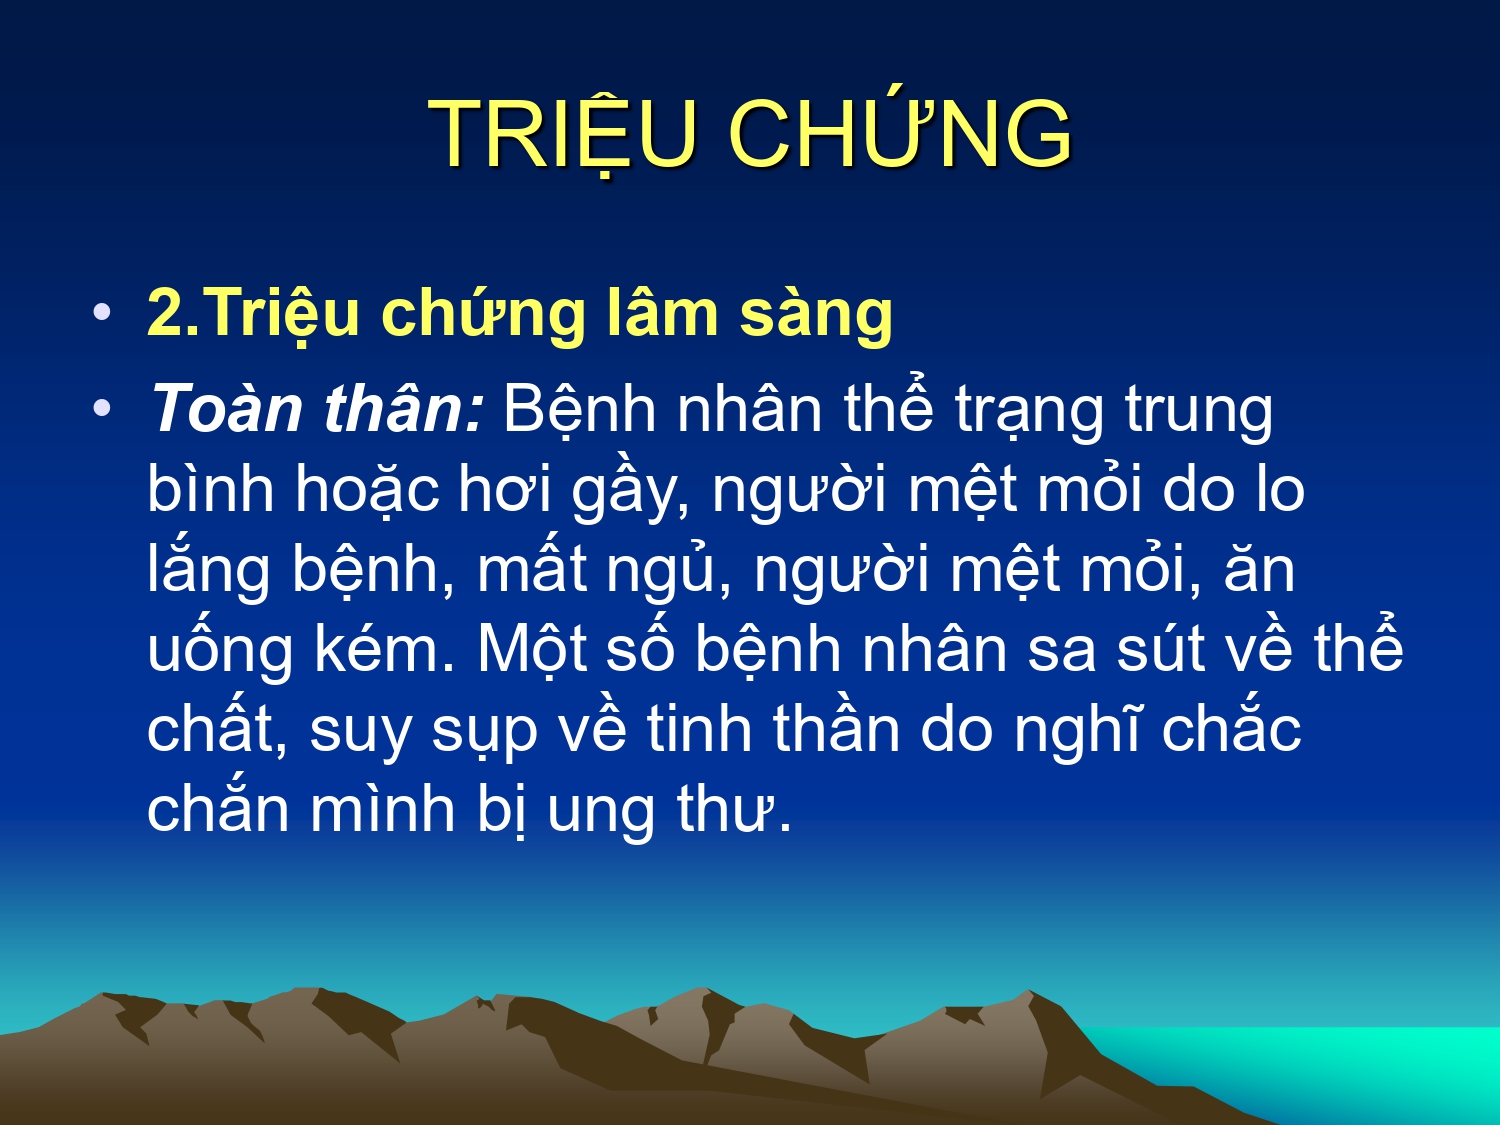 TRIỆU CHỨNG
• 2.Triệu chứng lâm sàng
• Toàn thân: Bệnh nhân thể trạng trung
bình hoặc hơi gầy, người mệt mỏi do lo
lắng bệnh, mất ngủ, người mệt mỏi, ăn
uống kém. Một số bệnh nhân sa sút về thể
chất, suy sụp về tinh thần do nghĩ chắc
chắn mình bị ung thư.